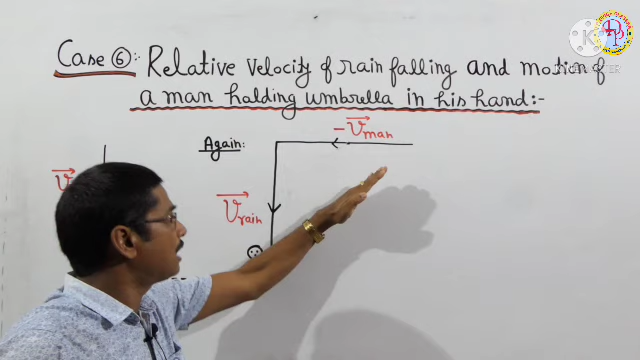 Case ⑥:- Relative velocity of rain falling and motion of
a man holding umbrella in his hand:-
Again:
-V man
V
V rain